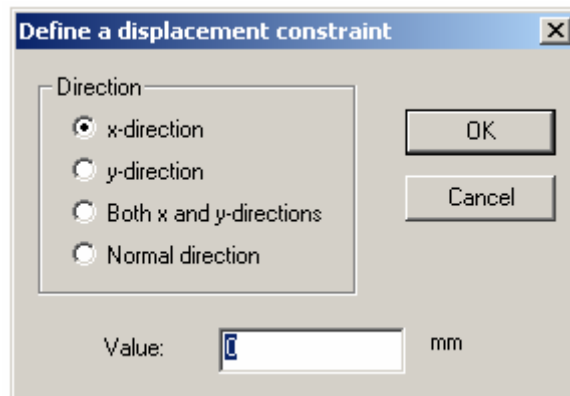 Define a displacement constraint
Direction
x-direction
OK
y-direction
Cancel
Both x and y-directions
Normal direction
Value: 0 mm